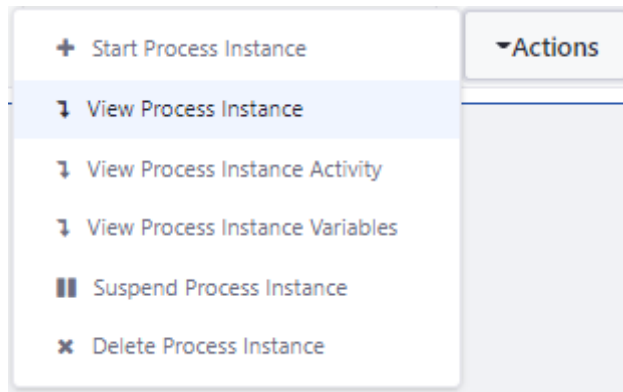 Start Process Instance
Actions
View Process Instance
View Process Instance Activity
View Process Instance Variables
Suspend Process Instance
Delete Process Instance